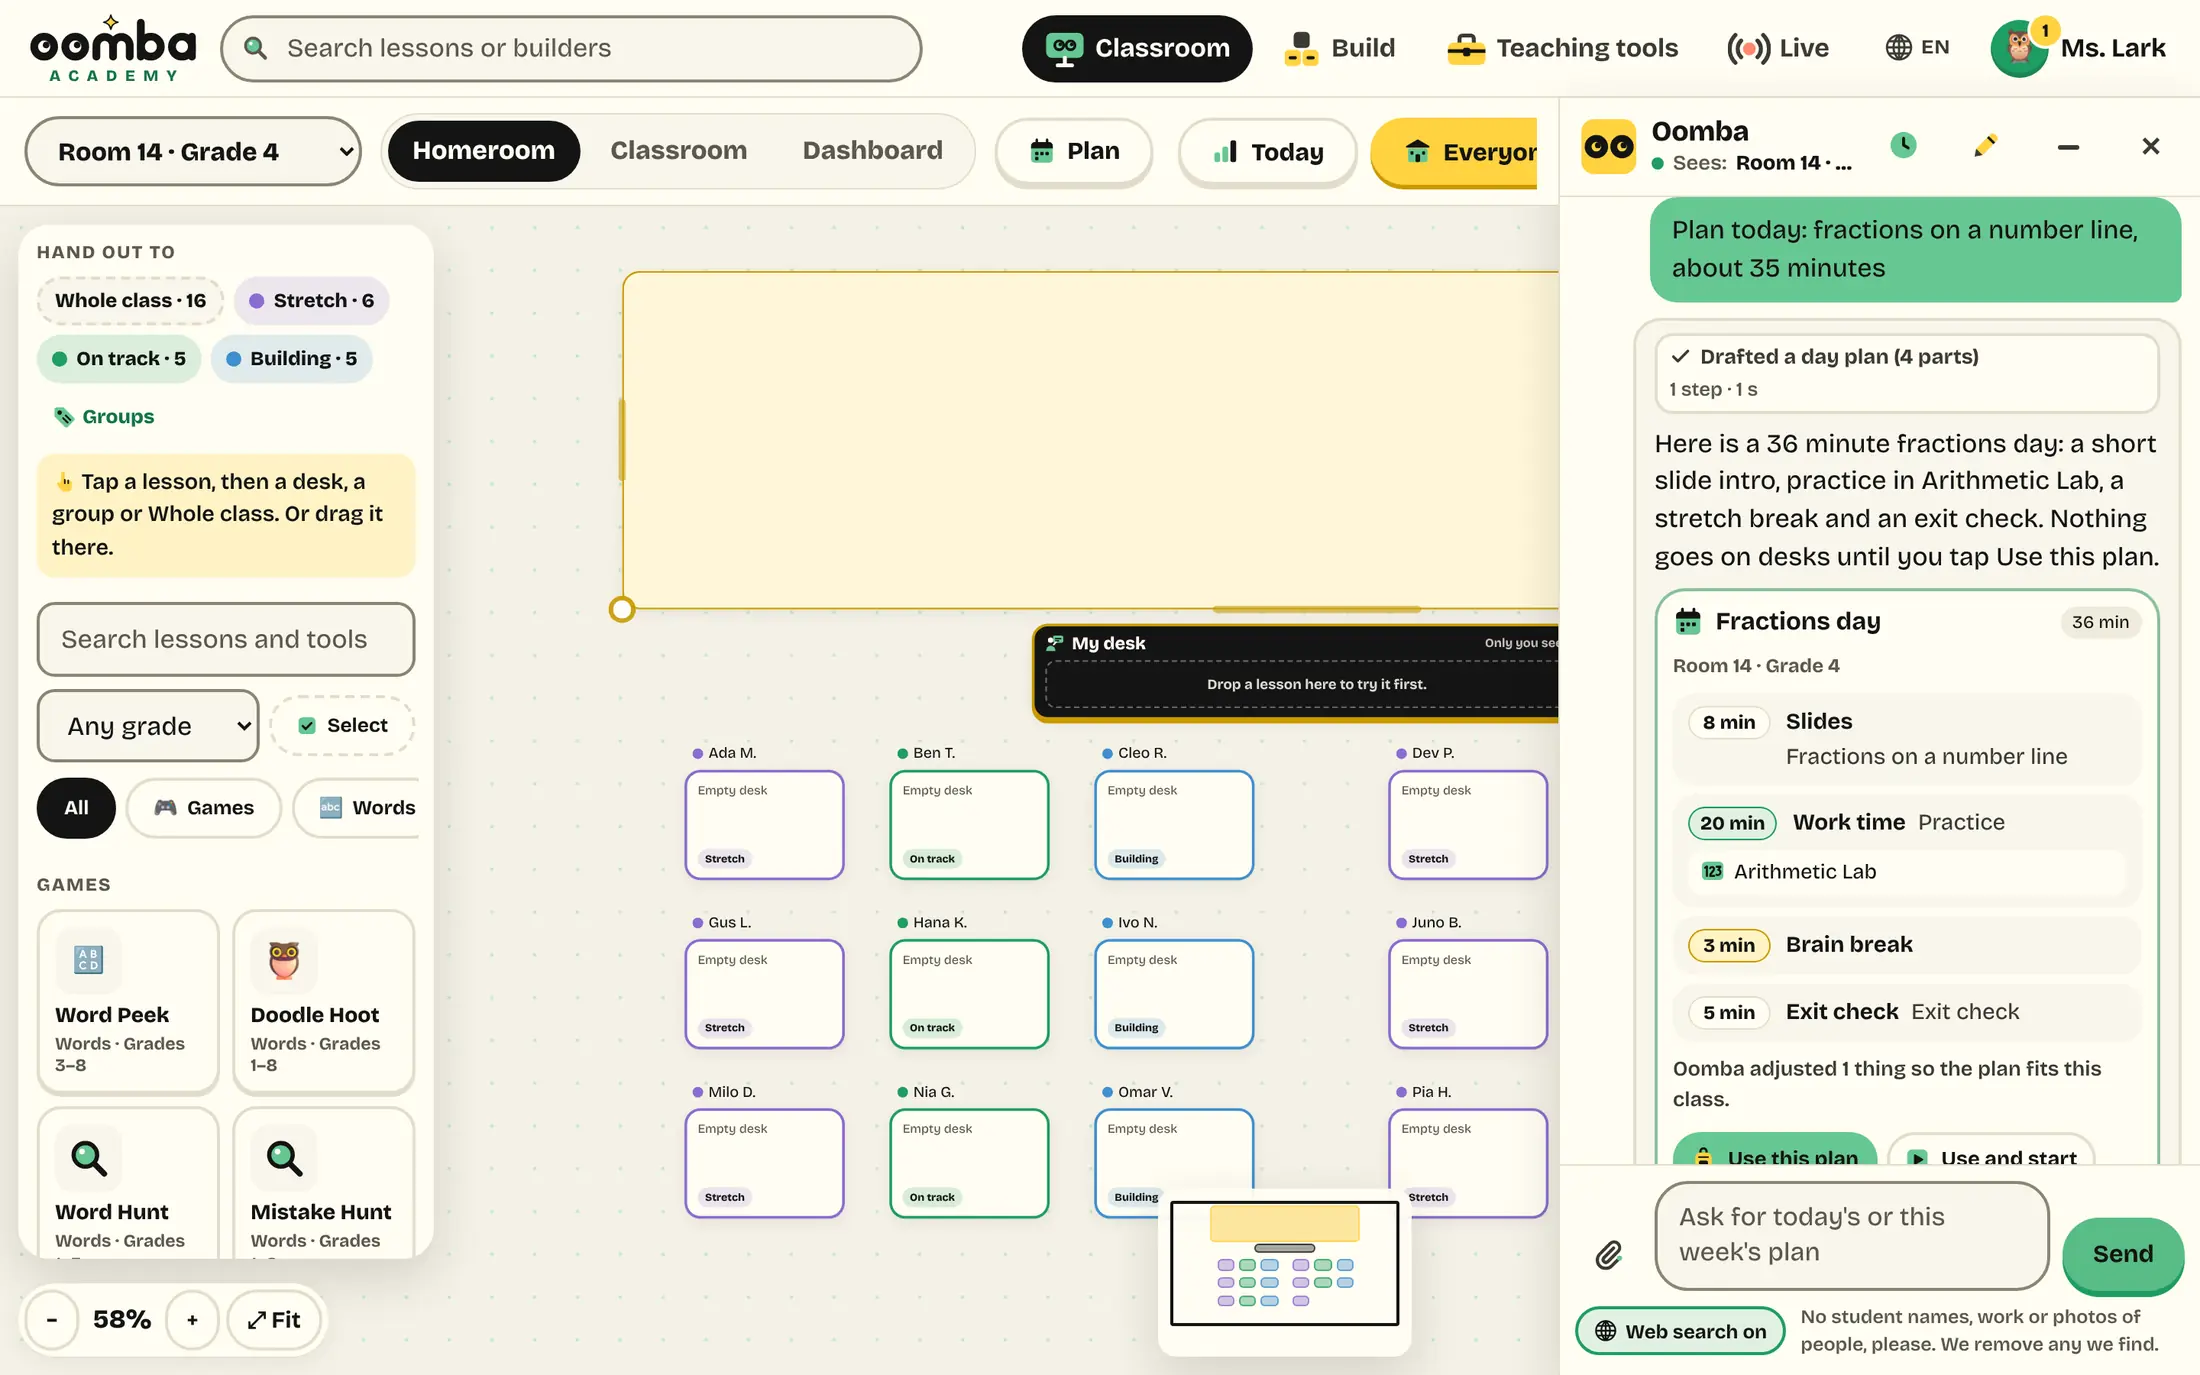 oomba
ACADEMY
Search lessons or builders
Classroom
Build
Teaching tools
Live
EN
1
Ms. Lark
Room 14 · Grade 4
Homeroom
Classroom
Dashboard
Plan
Today
Everyon
HAND OUT TO
Whole class · 16
Stretch · 6
On track · 5
Building · 5
Groups
Tap a lesson, then a desk, a
group or Whole class. Or drag it
there.
Search lessons and tools
Any grade
Select
All
Games
abc
Words
GAMES
AB
CD
Word Peek
Words · Grades
3–8
Doodle Hoot
Words · Grades
1–8
Word Hunt
Words · Grades
Mistake Hunt
Words · Grades
–
58%
+
Fit
My desk
Only you see
Drop a lesson here to try it first.
Ada M.
Empty desk
Stretch
Ben T.
Empty desk
On track
Cleo R.
Empty desk
Building
Dev P.
Empty desk
Stretch
Gus L.
Empty desk
Stretch
Hana K.
Empty desk
On track
Ivo N.
Empty desk
Building
Juno B.
Empty desk
Stretch
Milo D.
Empty desk
Stretch
Nia G.
Empty desk
On track
Omar V.
Empty desk
Building
Pia H.
Empty desk
Stretch
Oomba
Sees: Room 14 · ...
Plan today: fractions on a number line,
about 35 minutes
Drafted a day plan (4 parts)
1 step · 1 s
Here is a 36 minute fractions day: a short
slide intro, practice in Arithmetic Lab, a
stretch break and an exit check. Nothing
goes on desks until you tap Use this plan.
Fractions day
36 min
Room 14 · Grade 4
8 min
Slides
Fractions on a number line
20 min
Work time Practice
123
Arithmetic Lab
3 min
Brain break
5 min
Exit check Exit check
Oomba adjusted 1 thing so the plan fits this
class.
Use this plan
Use and start
Ask for today's or this
week's plan
Send
Web search on
No student names, work or photos of
people, please. We remove any we find.